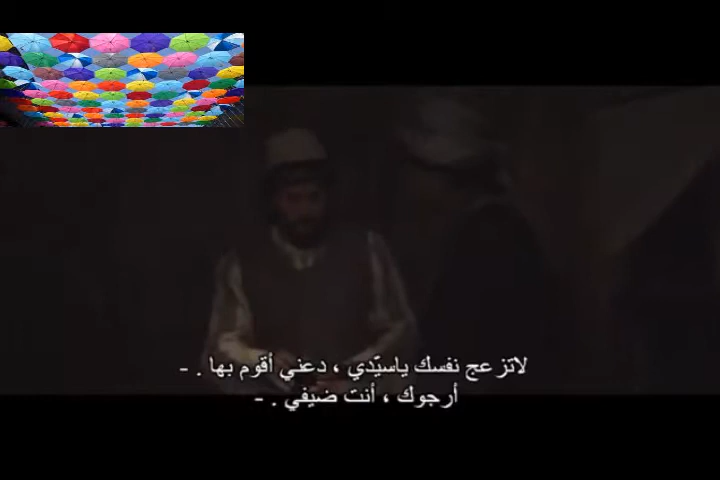 لاتزعج نفسك ياسيّدي ، دعني أقوم بها . -
أرجوك ، أنت ضيفي . -